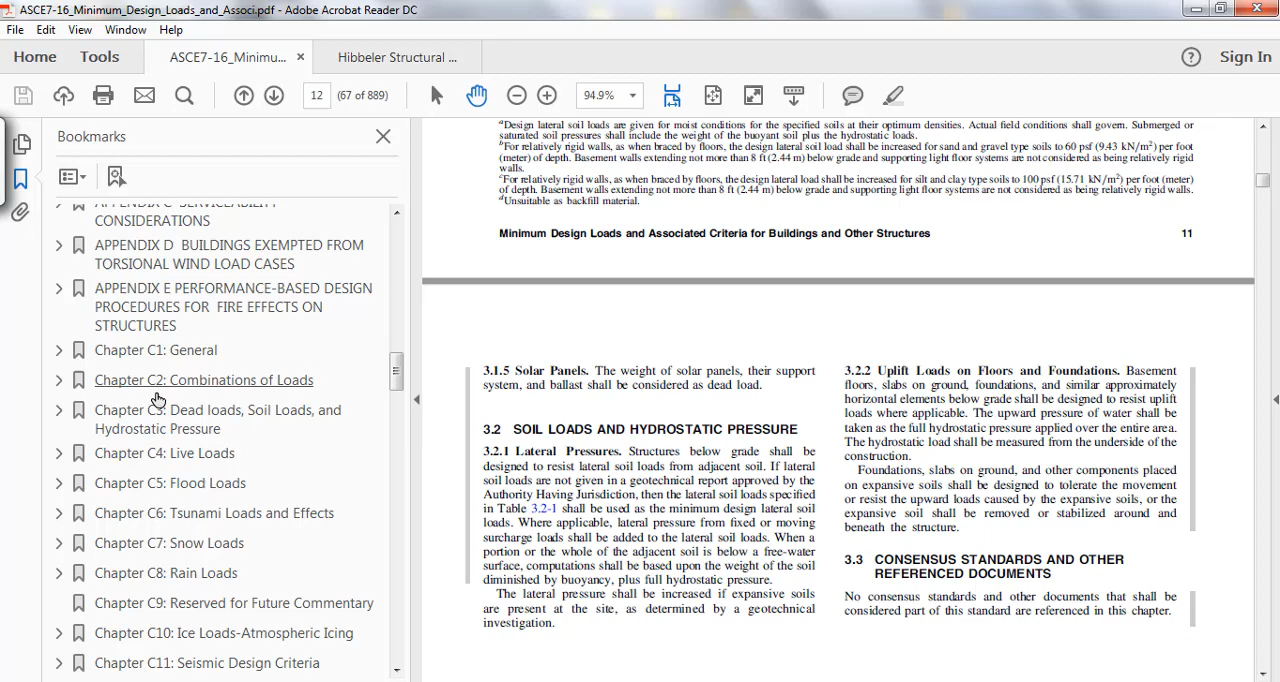 ASCE7-16_Minimum_Design_Loads_and_Associ.pdf - Adobe Acrobat Reader DC
File Edit View Window Help
Home Tools ASCE7-16_Minimu... × Hibbeler Structural ... Sign In
12 (67 of 889) 94.9%
Bookmarks
APPENDIX C SERVICEABILITY
CONSIDERATIONS
APPENDIX D BUILDINGS EXEMPTED FROM
TORSIONAL WIND LOAD CASES
APPENDIX E PERFORMANCE-BASED DESIGN
PROCEDURES FOR FIRE EFFECTS ON
STRUCTURES
Chapter C1: General
Chapter C2: Combinations of Loads
Chapter C3: Dead loads, Soil Loads, and
Hydrostatic Pressure
Chapter C4: Live Loads
Chapter C5: Flood Loads
Chapter C6: Tsunami Loads and Effects
Chapter C7: Snow Loads
Chapter C8: Rain Loads
Chapter C9: Reserved for Future Commentary
Chapter C10: Ice Loads-Atmospheric Icing
Chapter C11: Seismic Design Criteria
ᵃDesign lateral soil loads are given for moist conditions for the specified soils at their optimum densities. Actual field conditions shall govern. Submerged or
saturated soil pressures shall include the weight of the buoyant soil plus the hydrostatic loads.
ᵇFor relatively rigid walls, as when braced by floors, the design lateral soil load shall be increased for sand and gravel type soils to 60 psf (9.43 kN/m²) per foot
(meter) of depth. Basement walls extending not more than 8 ft (2.44 m) below grade and supporting light floor systems are not considered as being relatively rigid
walls.
ᶜFor relatively rigid walls, as when braced by floors, the design lateral soil load shall be increased for silt and clay type soils to 100 psf (15.71 kN/m²) per foot (meter)
of depth. Basement walls extending not more than 8 ft (2.44 m) below grade and supporting light floor systems are not considered as being relatively rigid walls.
ᵈUnsuitable as backfill material.
Minimum Design Loads and Associated Criteria for Buildings and Other Structures 11
3.1.5 Solar Panels. The weight of solar panels, their support
system, and ballast shall be considered as dead load.
3.2 SOIL LOADS AND HYDROSTATIC PRESSURE
3.2.1 Lateral Pressures. Structures below grade shall be
designed to resist lateral soil loads from adjacent soil. If lateral
soil loads are not given in a geotechnical report approved by the
Authority Having Jurisdiction, then the lateral soil loads specified
in Table 3.2-1 shall be used as the minimum design lateral soil
loads. Where applicable, lateral pressure from fixed or moving
surcharge loads shall be added to the lateral soil loads. When a
portion or the whole of the adjacent soil is below a free-water
surface, computations shall be based upon the weight of the soil
diminished by buoyancy, plus full hydrostatic pressure.
The lateral pressure shall be increased if expansive soils
are present at the site, as determined by a geotechnical
investigation.
3.2.2 Uplift Loads on Floors and Foundations. Basement
floors, slabs on ground, foundations, and similar approximately
horizontal elements below grade shall be designed to resist uplift
loads where applicable. The upward pressure of water shall be
taken as the full hydrostatic pressure applied over the entire area.
The hydrostatic load shall be measured from the underside of the
construction.
Foundations, slabs on ground, and other components placed
on expansive soils shall be designed to tolerate the movement
or resist the upward loads caused by the expansive soils, or the
expansive soil shall be removed or stabilized around and
beneath the structure.
3.3 CONSENSUS STANDARDS AND OTHER
REFERENCED DOCUMENTS
No consensus standards and other documents that shall be
considered part of this standard are referenced in this chapter.